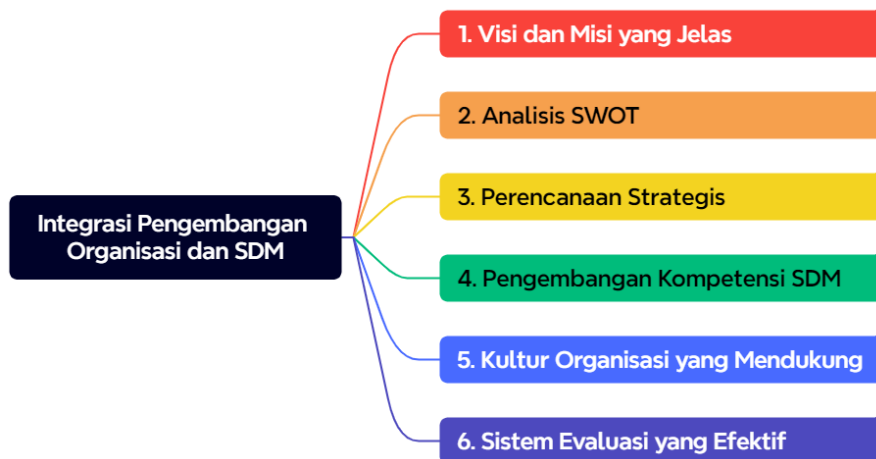 Integrasi Pengembangan
Organisasi dan SDM
1. Visi dan Misi yang Jelas
2. Analisis SWOT
3. Perencanaan Strategis
4. Pengembangan Kompetensi SDM
5. Kultur Organisasi yang Mendukung
6. Sistem Evaluasi yang Efektif